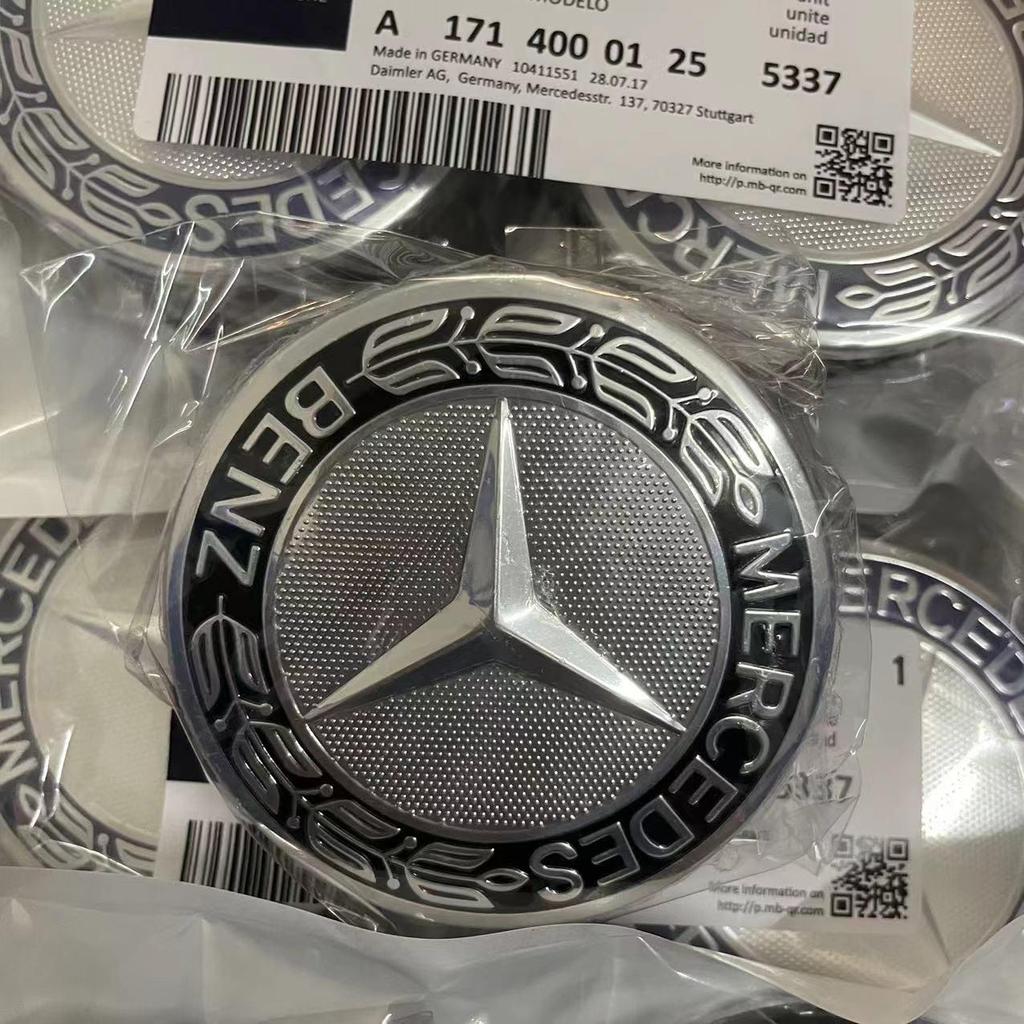 MODELO
unit
unite
unidad
A 171 400 01 25 5337
Made in GERMANY 10411551 28.07.17
Daimler AG, Germany, Mercedesstr. 137, 70327 Stuttgart
More information on
http://p.mb-qr.com
MERCEDES
BENZ
MERCED
ERCED
1
5337
More information on
http://p.mb-qr.com